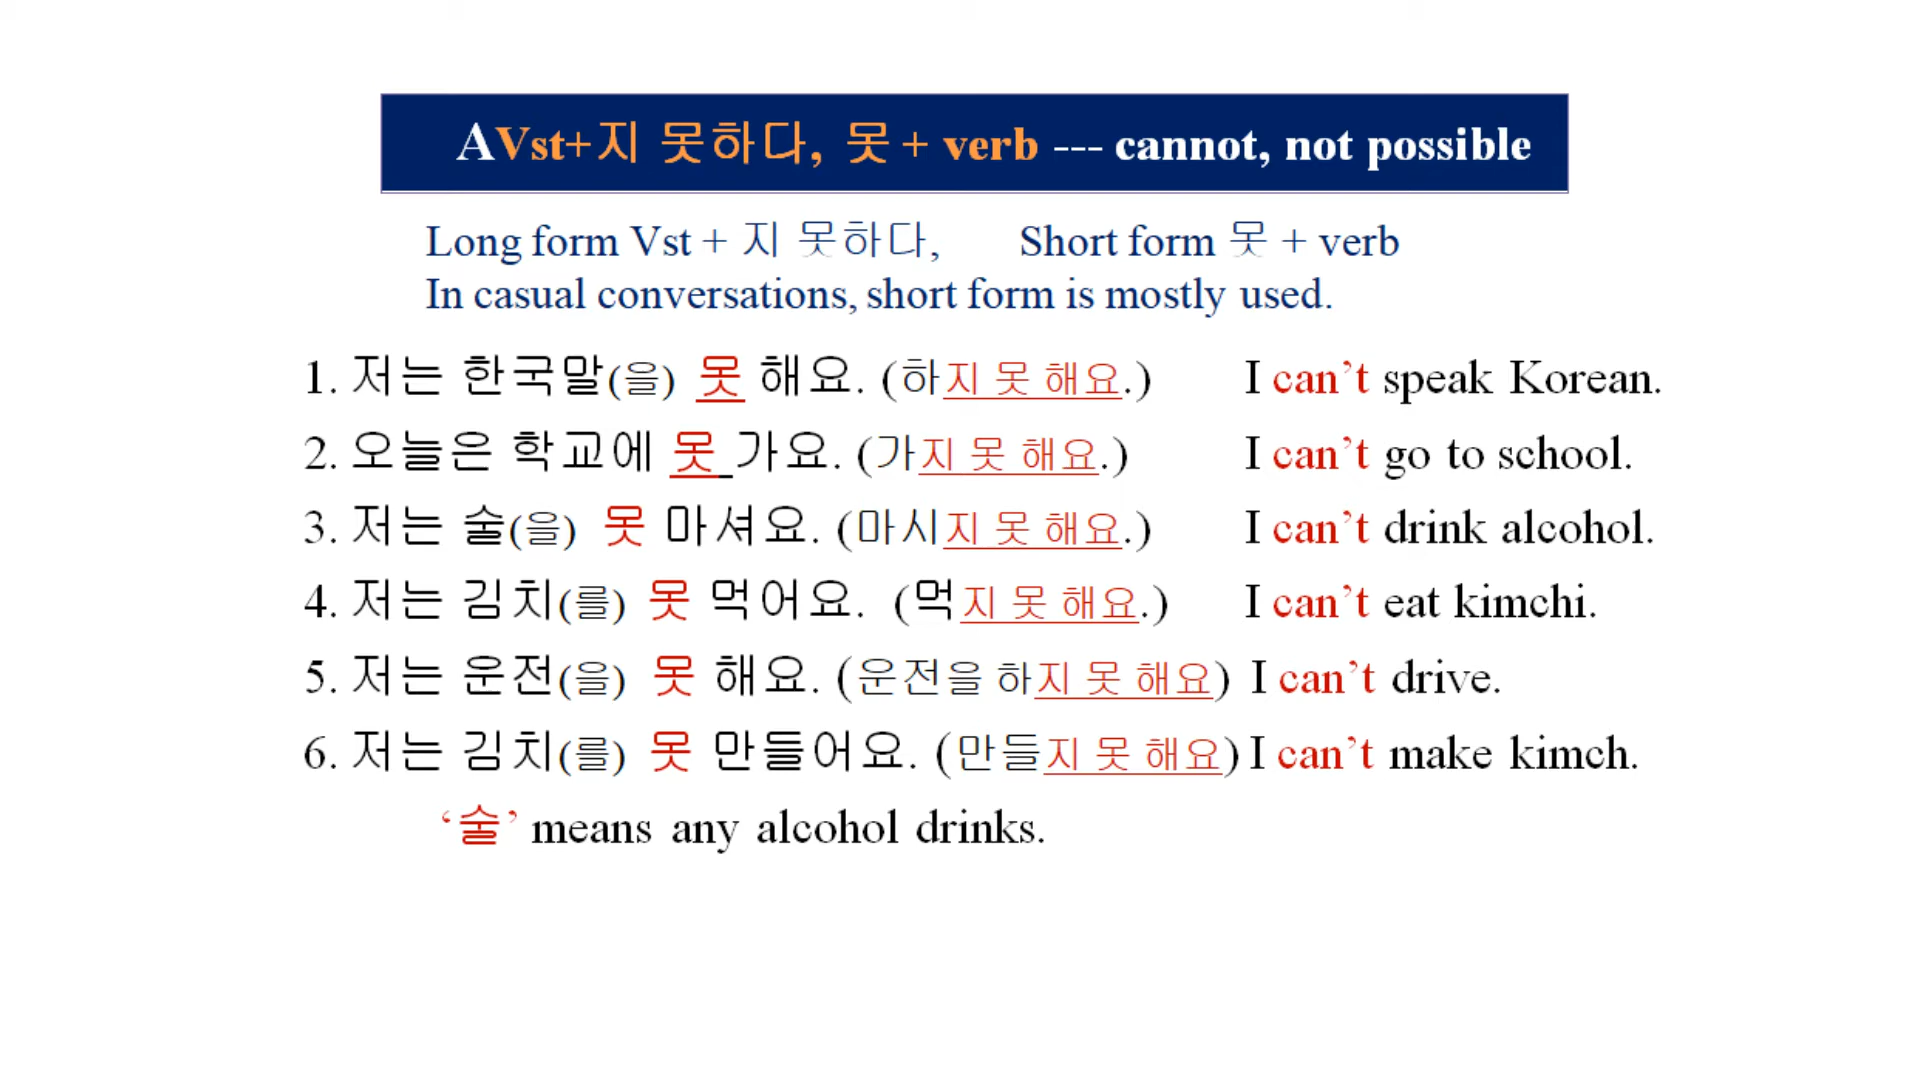 AVst+지 못하다, 못 + verb --- cannot, not possible
Long form Vst + 지 못하다, Short form 못 + verb
In casual conversations, short form is mostly used.
1. 저는 한국말(을) 못 해요. (하지 못 해요.) I can't speak Korean.
2. 오늘은 학교에 못 가요. (가지 못 해요.) I can't go to school.
3. 저는 술(을) 못 마셔요. (마시지 못 해요.) I can't drink alcohol.
4. 저는 김치(를) 못 먹어요. (먹지 못 해요.) I can't eat kimchi.
5. 저는 운전(을) 못 해요. (운전을 하지 못 해요) I can't drive.
6. 저는 김치(를) 못 만들어요. (만들지 못 해요) I can't make kimch.
‘술’ means any alcohol drinks.